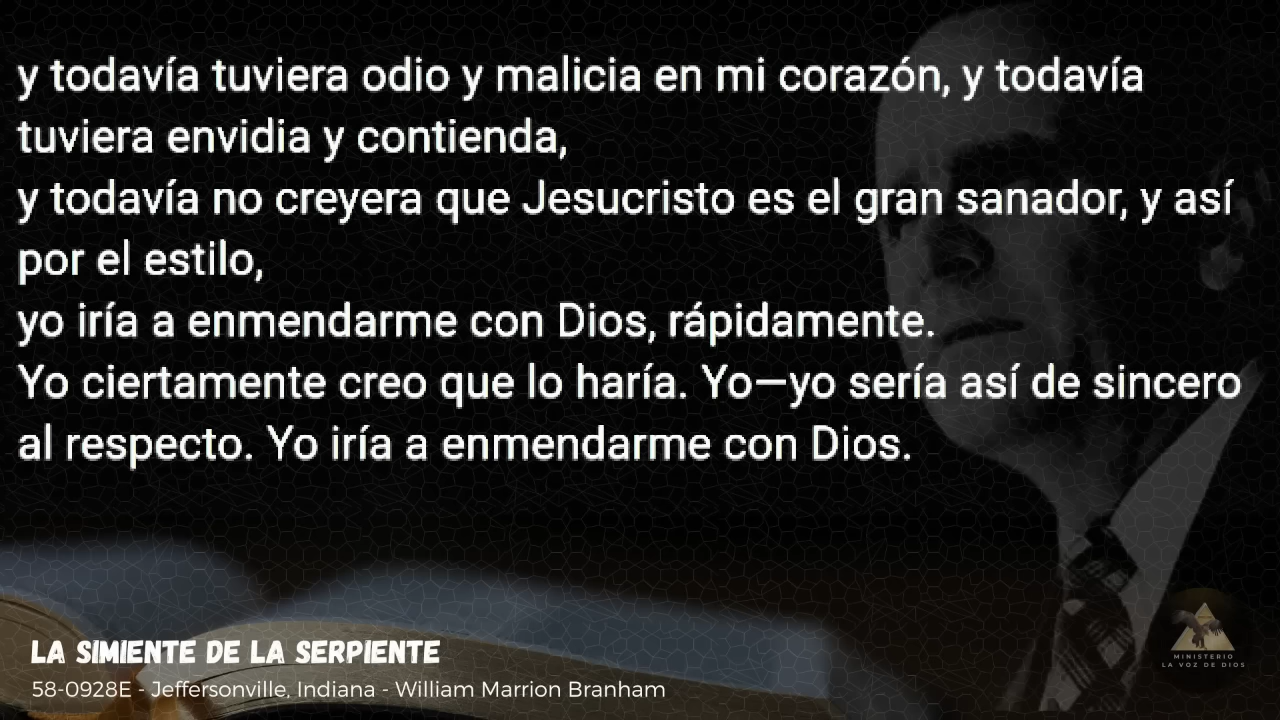 y todavía tuviera odio y malicia en mi corazón, y todavía
tuviera envidia y contienda,
y todavía no creyera que Jesucristo es el gran sanador, y así
por el estilo,
yo iría a enmendarme con Dios, rápidamente.
Yo ciertamente creo que lo haría. Yo—yo sería así de sincero
al respecto. Yo iría a enmendarme con Dios.
LA SIMIENTE DE LA SERPIENTE
58-0928E - Jeffersonville, Indiana - William Marrion Branham
MINISTERIO
LA VOZ DE DIOS